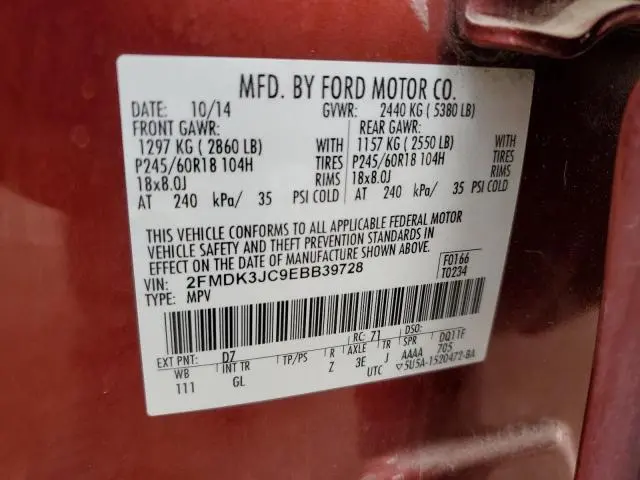 MFD. BY FORD MOTOR CO.
DATE: 10/14 GVWR: 2440 KG ( 5380 LB)
FRONT GAWR: REAR GAWR:
1297 KG ( 2860 LB) WITH 1157 KG ( 2550 LB) WITH
P245/60R18 104H TIRES P245/60R18 104H TIRES
18x8.0J RIMS 18x8.0J RIMS
AT 240 kPa/ 35 PSI COLD AT 240 kPa/ 35 PSI COLD
THIS VEHICLE CONFORMS TO ALL APPLICABLE FEDERAL MOTOR
VEHICLE SAFETY AND THEFT PREVENTION STANDARDS IN
EFFECT ON THE DATE OF MANUFACTURE SHOWN ABOVE.
VIN: 2FMDK3JC9EBB39728 F0166
TYPE: MPV T0234
RC: 71 DSO:
EXT PNT: D7 DQ11F
WB INT TR TP/PS R AXLE TR S 705
111 GL Z 3E J AAAA
UTC ▽5U5A-1520472-BA